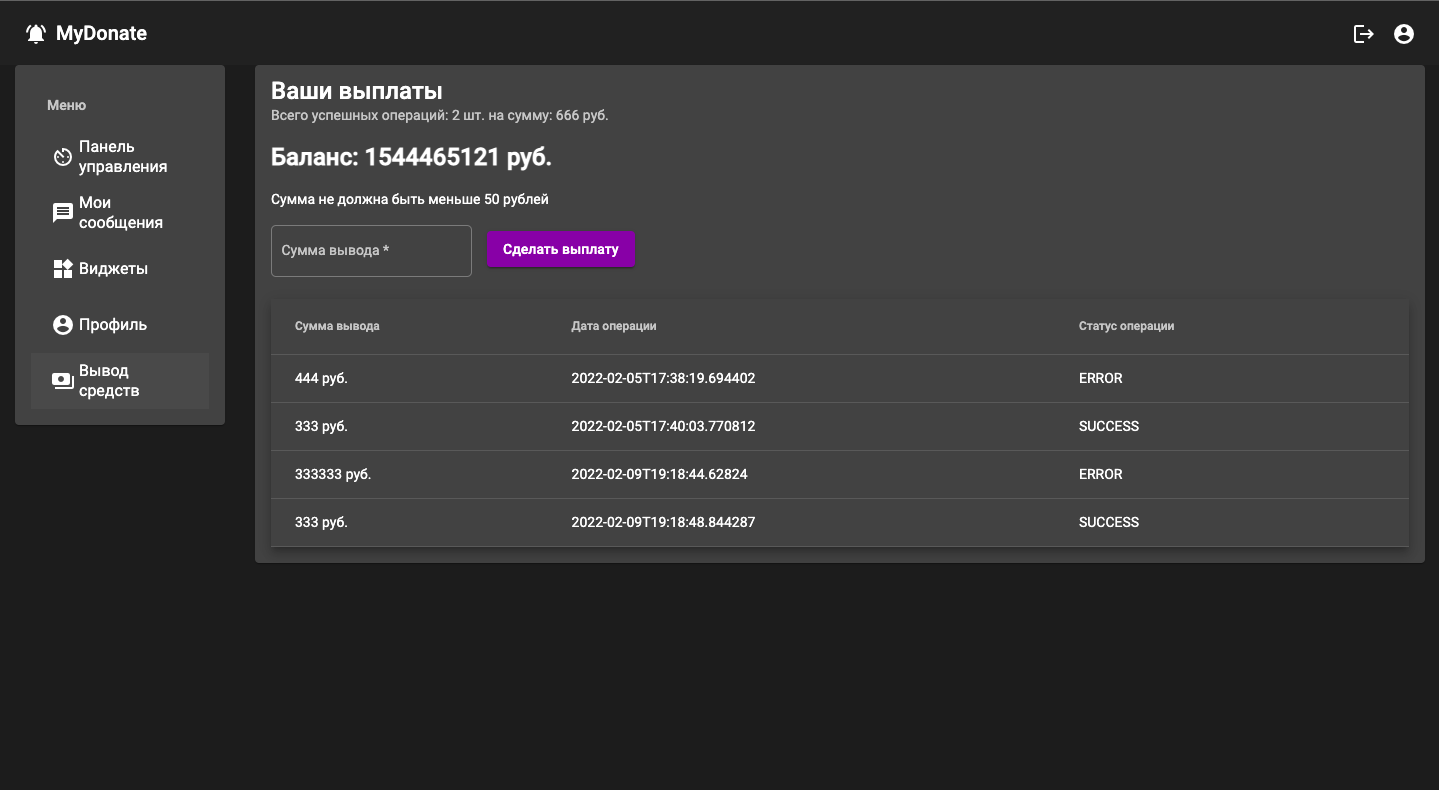 MyDonate
Меню
Панель
управления
Мои
сообщения
Виджеты
Профиль
Вывод
средств
Ваши выплаты
Всего успешных операций: 2 шт. на сумму: 666 руб.
Баланс: 1544465121 руб.
Сумма не должна быть меньше 50 рублей
Сумма вывода *
Сделать выплату
Сумма вывода Дата операции Статус операции
444 руб. 2022-02-05T17:38:19.694402 ERROR
333 руб. 2022-02-05T17:40:03.770812 SUCCESS
333333 руб. 2022-02-09T19:18:44.62824 ERROR
333 руб. 2022-02-09T19:18:48.844287 SUCCESS